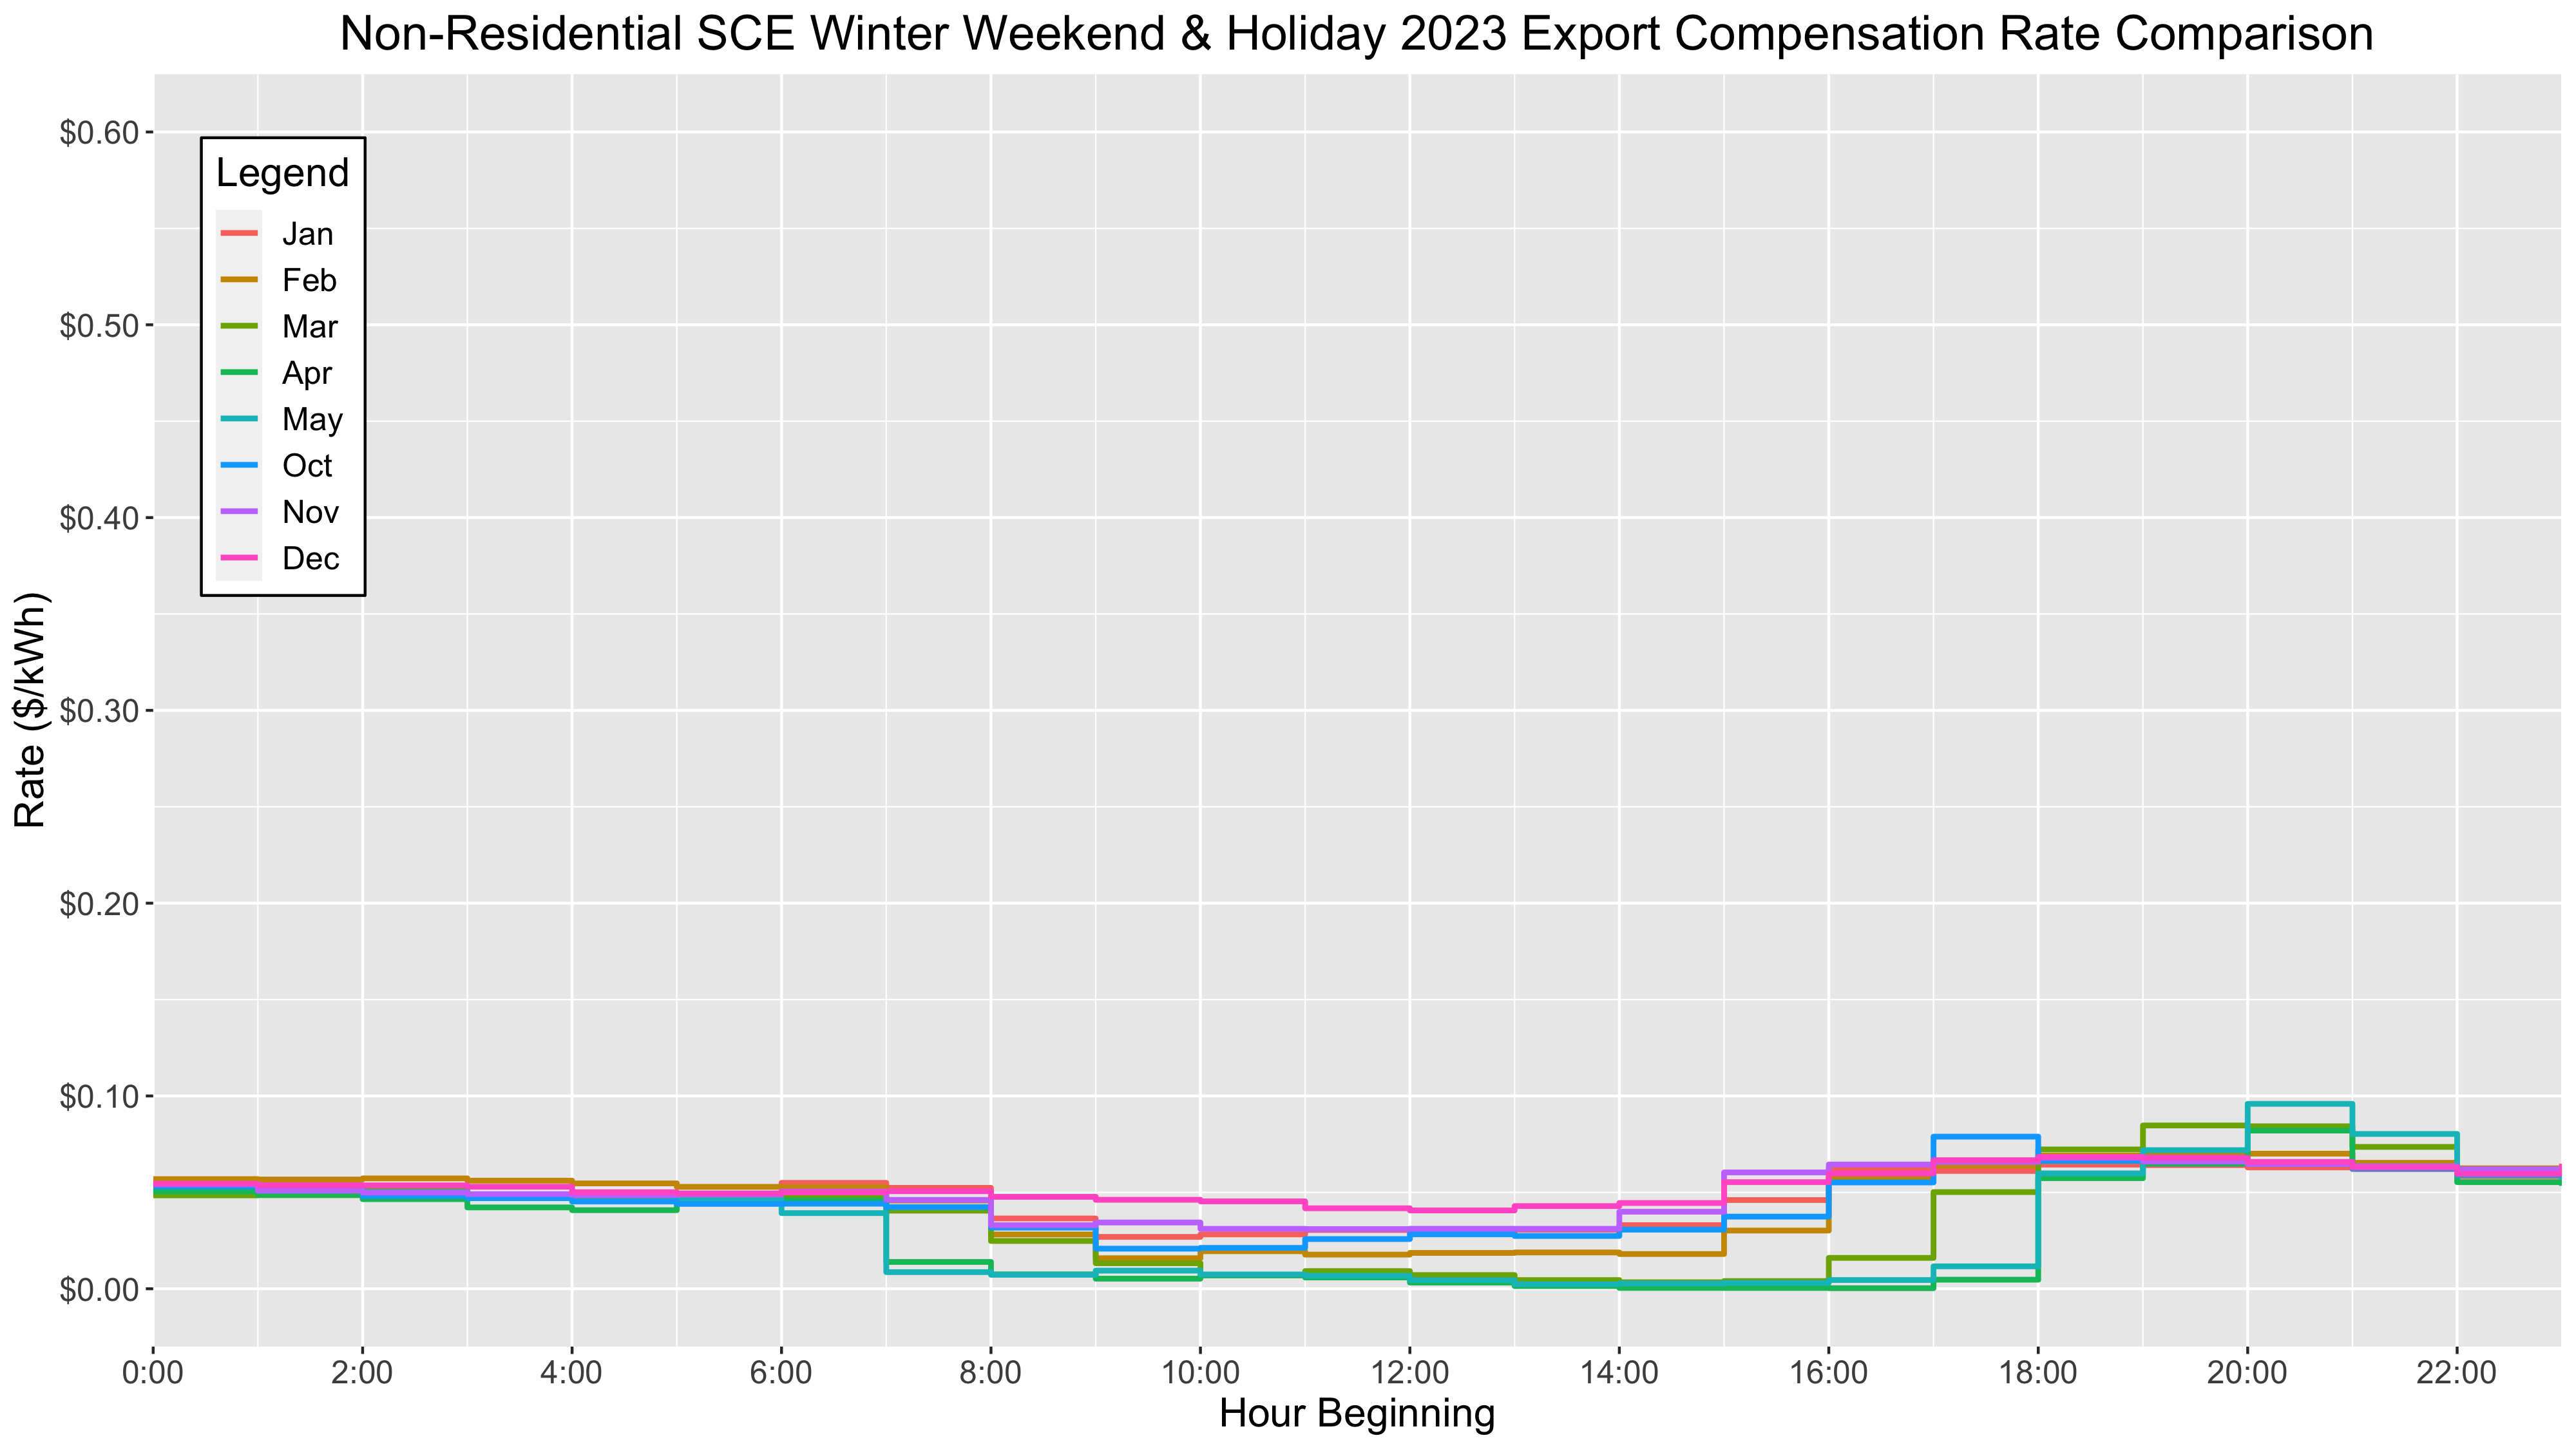 Non-Residential SCE Winter Weekend & Holiday 2023 Export Compensation Rate Comparison
$0.60
Legend
Jan
Feb
Mar
Apr
May
Oct
Nov
Dec
$0.50
$0.40
$0.30
$0.20
$0.10
$0.00
Rate ($/kWh)
0:00 2:00 4:00 6:00 8:00 10:00 12:00 14:00 16:00 18:00 20:00 22:00
Hour Beginning